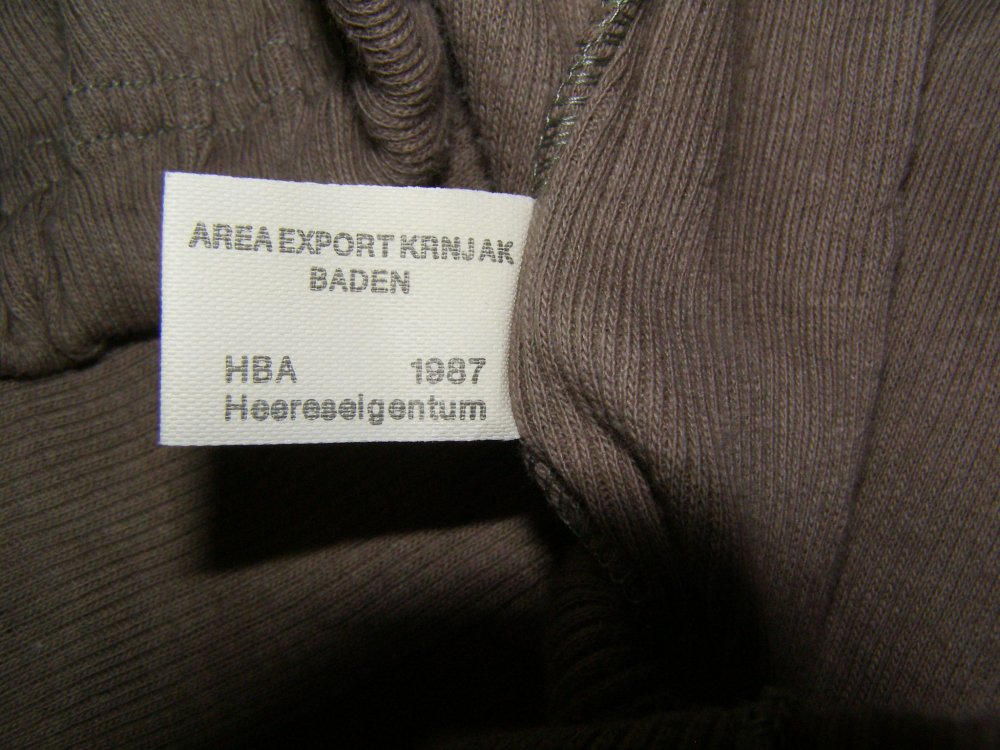 AREA EXPORT KRNJAK
BADEN
HBA 1987
Heereseigentum